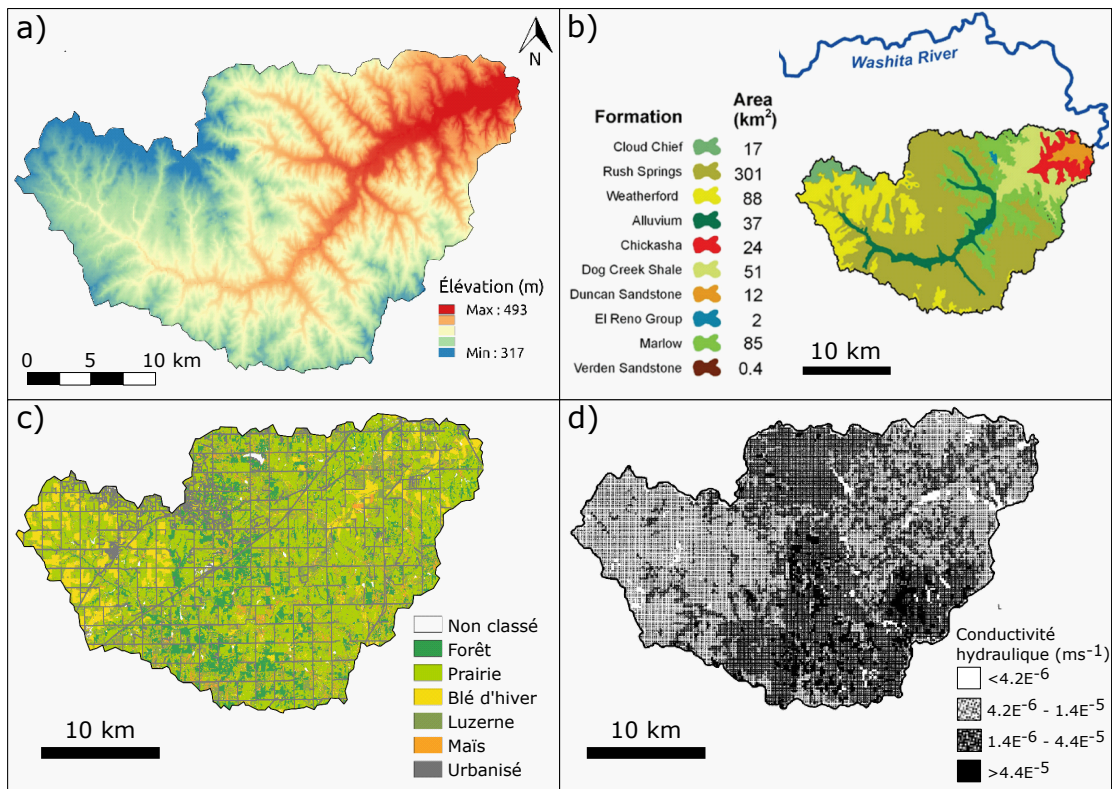 a)
N
Élévation (m)
Max : 493
Min : 317
0 5 10 km
b)
Washita River
Formation Area (km²)
Cloud Chief 17
Rush Springs 301
Weatherford 88
Alluvium 37
Chickasha 24
Dog Creek Shale 51
Duncan Sandstone 12
El Reno Group 2
Marlow 85
Verden Sandstone 0.4
10 km
c)
Non classé
Forêt
Prairie
Blé d'hiver
Luzerne
Maïs
Urbanisé
10 km
d)
L
Conductivité
hydraulique (ms⁻¹)
<4.2E⁻⁶
4.2E⁻⁶ - 1.4E⁻⁵
1.4E⁻⁶ - 4.4E⁻⁵
>4.4E⁻⁵
10 km